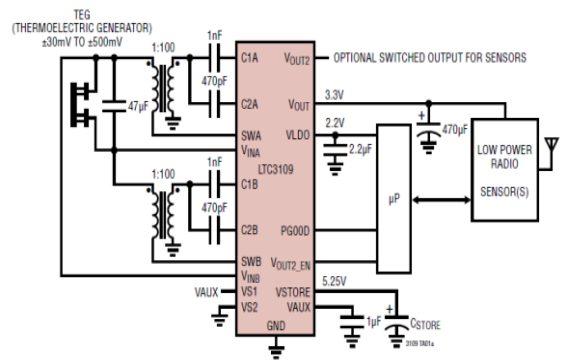 TEG
(THERMOELECTRIC GENERATOR)
±30mV TO ±500mV
1:100
1nF
C1A
VOUT2
OPTIONAL SWITCHED OUTPUT FOR SENSORS
470pF
C2A
VOUT
3.3V
47µF
SWA
VLDO
2.2V
470µF
VINA
2.2µF
LTC3109
1nF
1:100
C1B
µP
LOW POWER
RADIO
SENSOR(S)
470pF
C2B
PGOOD
SWB
VOUT2_EN
VINB
VAUX
VS1
VSTORE
5.25V
VS2
VAUX
1µF
CSTORE
GND
3109 TA01a
+
+